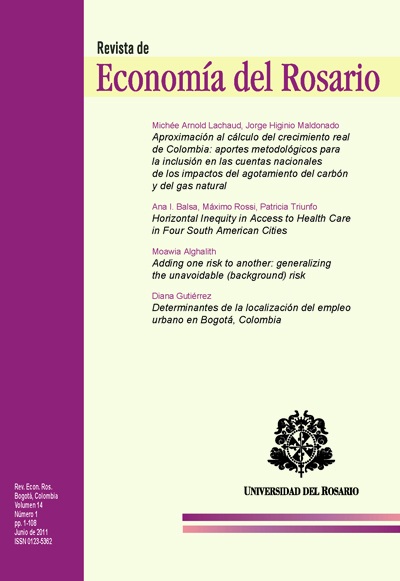 Revista de
Economía del Rosario
Michée Arnold Lachaud, Jorge Higinio Maldonado
Aproximación al cálculo del crecimiento real
de Colombia: aportes metodológicos para
la inclusión en las cuentas nacionales
de los impactos del agotamiento del carbón
y del gas natural
Ana I. Balsa, Máximo Rossi, Patricia Triunfo
Horizontal Inequity in Access to Health Care
in Four South American Cities
Moawia Alghalith
Adding one risk to another: generalizing
the unavoidable (background) risk
Diana Gutiérrez
Determinantes de la localización del empleo
urbano en Bogotá, Colombia
UNIVERSIDAD DEL ROSARIO
Rev. Econ. Ros.
Bogotá, Colombia
Volumen 14
Número 1
pp. 1-108
Junio de 2011
ISSN 0123-5362